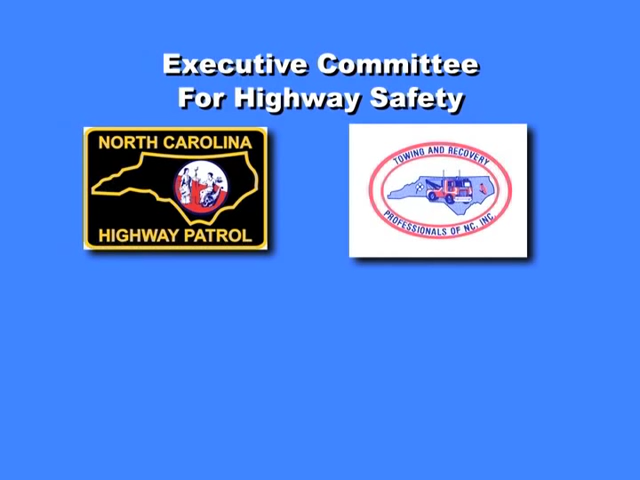 Executive Committee
For Highway Safety
NORTH CAROLINA
HIGHWAY PATROL
TOWING AND RECOVERY
PROFESSIONALS OF NC, INC.